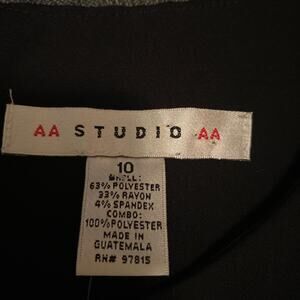 AA STUDIO AA
10
SHELL:
63% POLYESTER
33% RAYON
4% SPANDEX
COMBO:
100% POLYESTER
MADE IN
GUATEMALA
RN# 97815